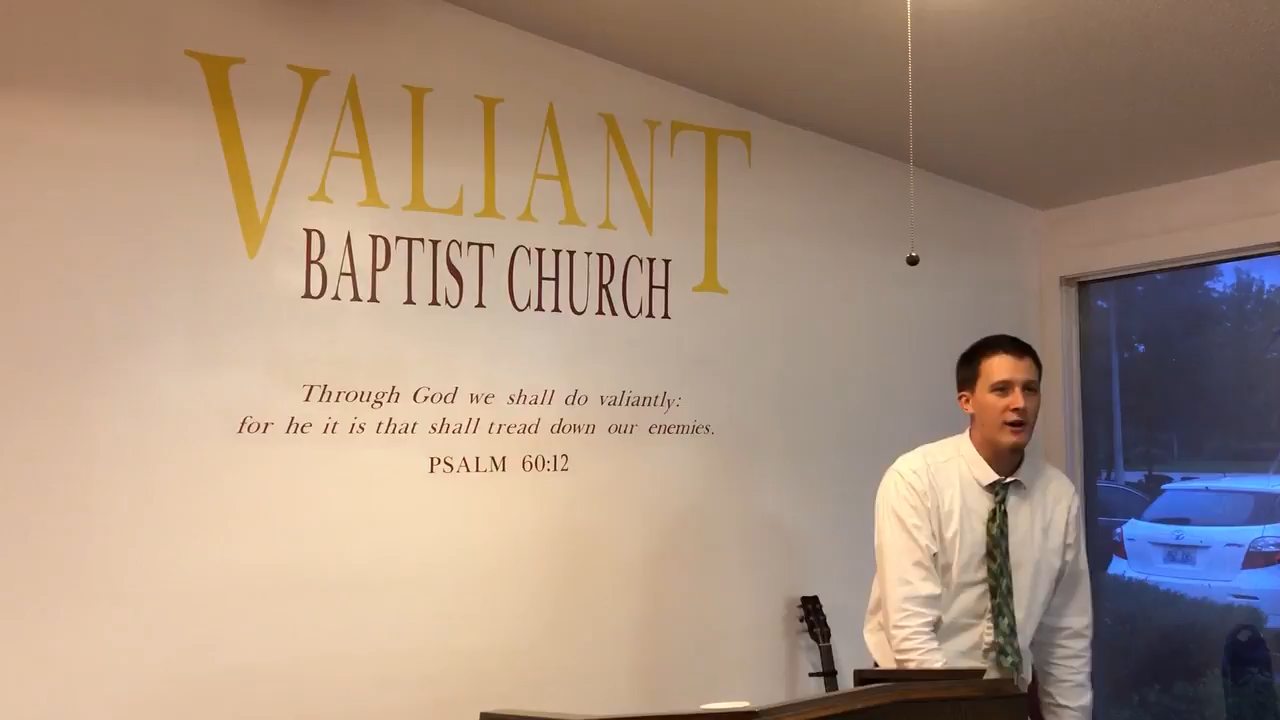 VALIANT
BAPTIST CHURCH
Through God we shall do valiantly:
for he it is that shall tread down our enemies.
PSALM 60:12